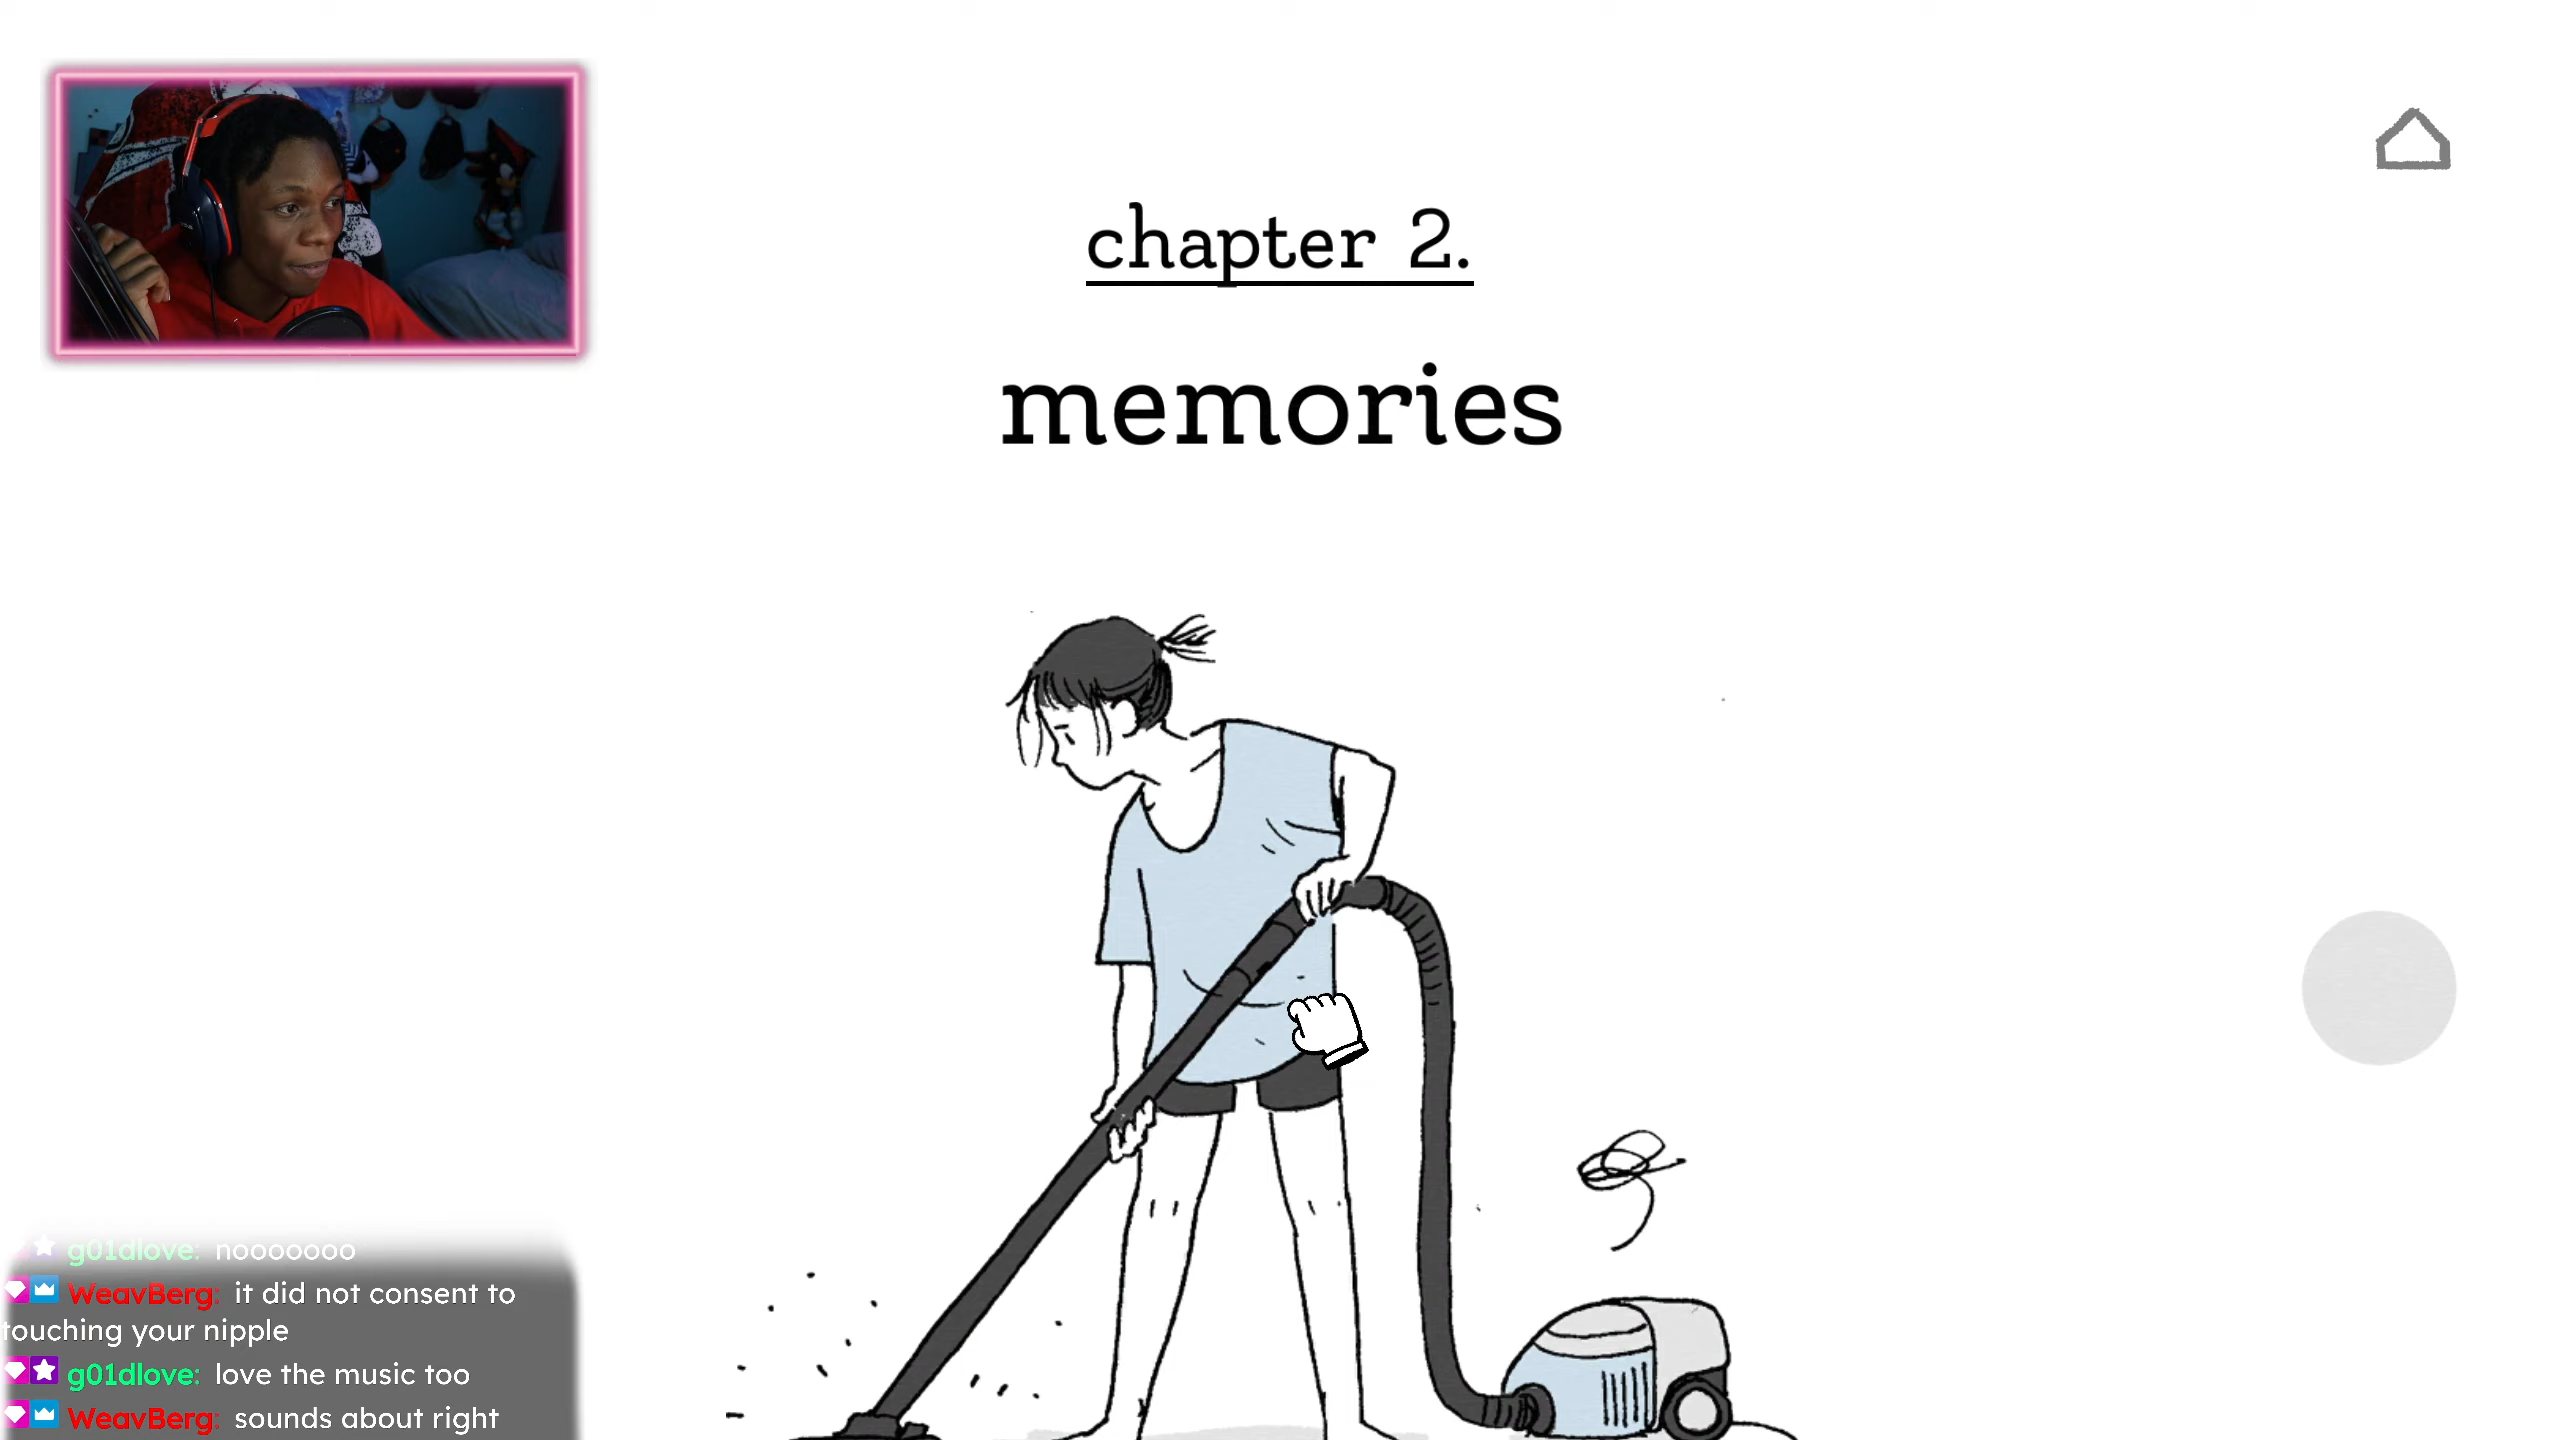 chapter 2.
memories
g01dlove: nooooooo
WeavBerg: it did not consent to
touching your nipple
g01dlove: love the music too
WeavBerg: sounds about right